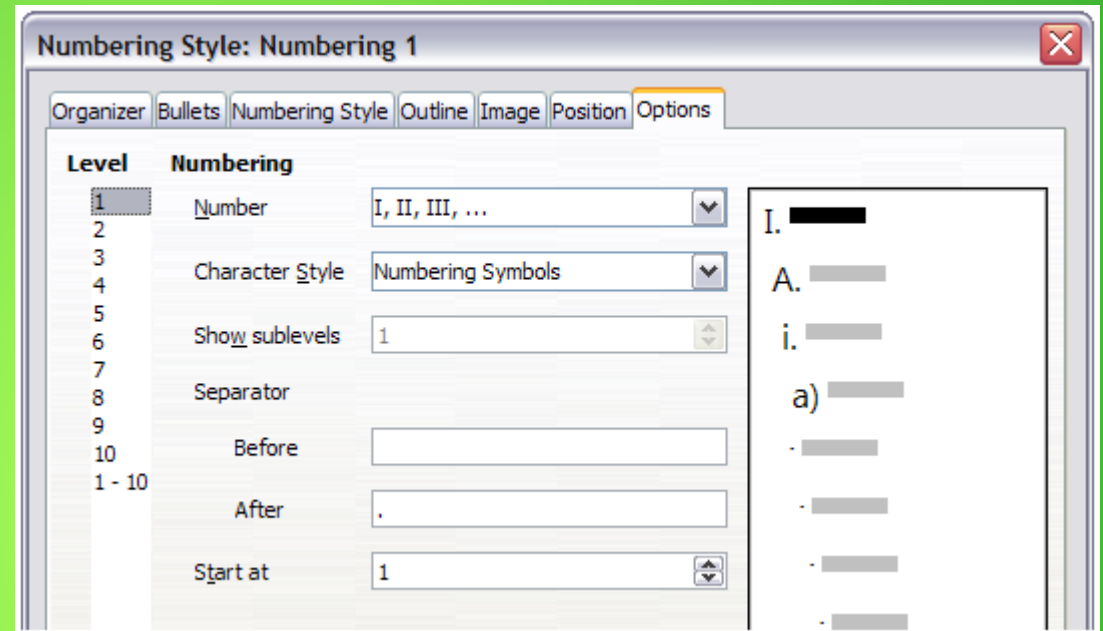 Numbering Style: Numbering 1
Organizer Bullets Numbering Style Outline Image Position Options
Level Numbering
1
2
3
4
5
6
7
8
9
10
1 - 10
Number I, II, III, ...
Character Style Numbering Symbols
Show sublevels 1
Separator
Before
After .
Start at 1
I.
A.
i.
a)
-
-
-
-